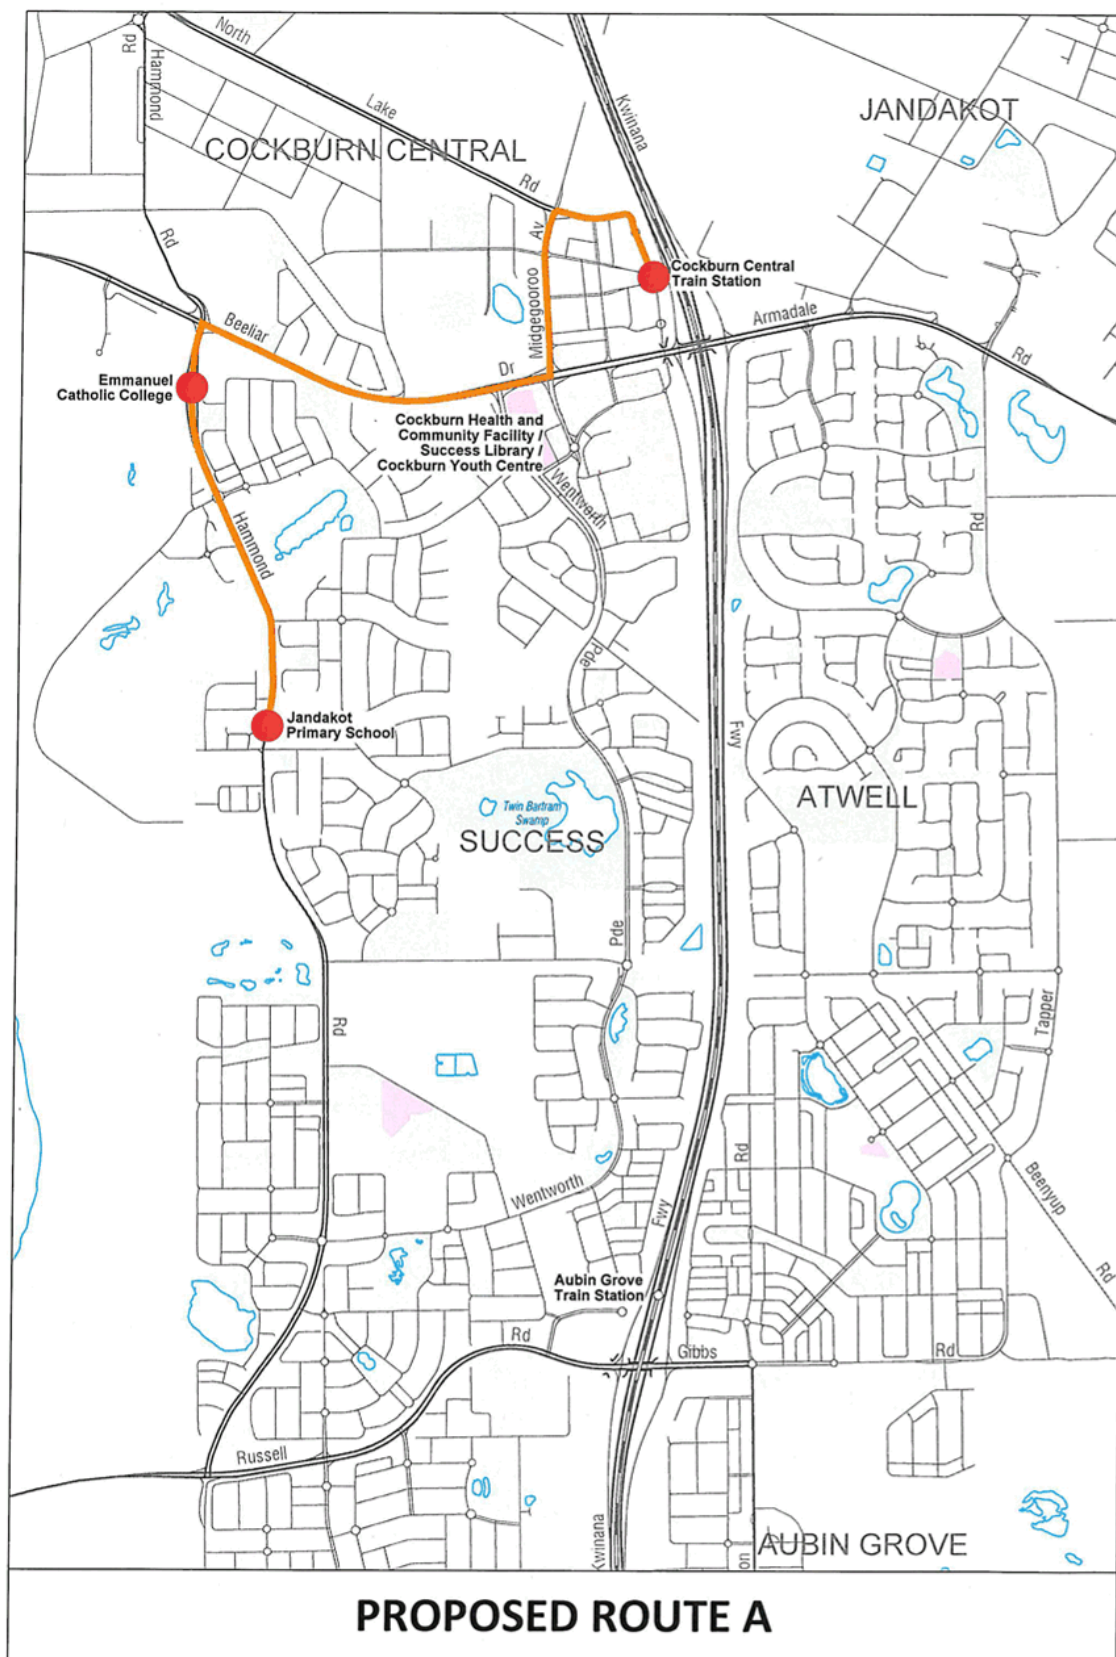 North
Rd
Hammond
Lake
Kwinana
JANDAKOT
COCKBURN CENTRAL
Rd
Rd
Av
Midgegooroo
Cockburn Central
Train Station
Beeliar
Armadale
Rd
Dr
Emmanuel
Catholic College
Cockburn Health and
Community Facility /
Success Library /
Cockburn Youth Centre
Wentworth
Rd
Hammond
Pde
Jandakot
Primary School
Fwy
ATWELL
Twin Bartram
Swamp
SUCCESS
Pde
Rd
Tapper
Rd
Beenyup
Rd
Wentworth
Fwy
Aubin Grove
Train Station
Rd
Gibbs
Rd
Russell
Kwinana
on
AUBIN GROVE
PROPOSED ROUTE A